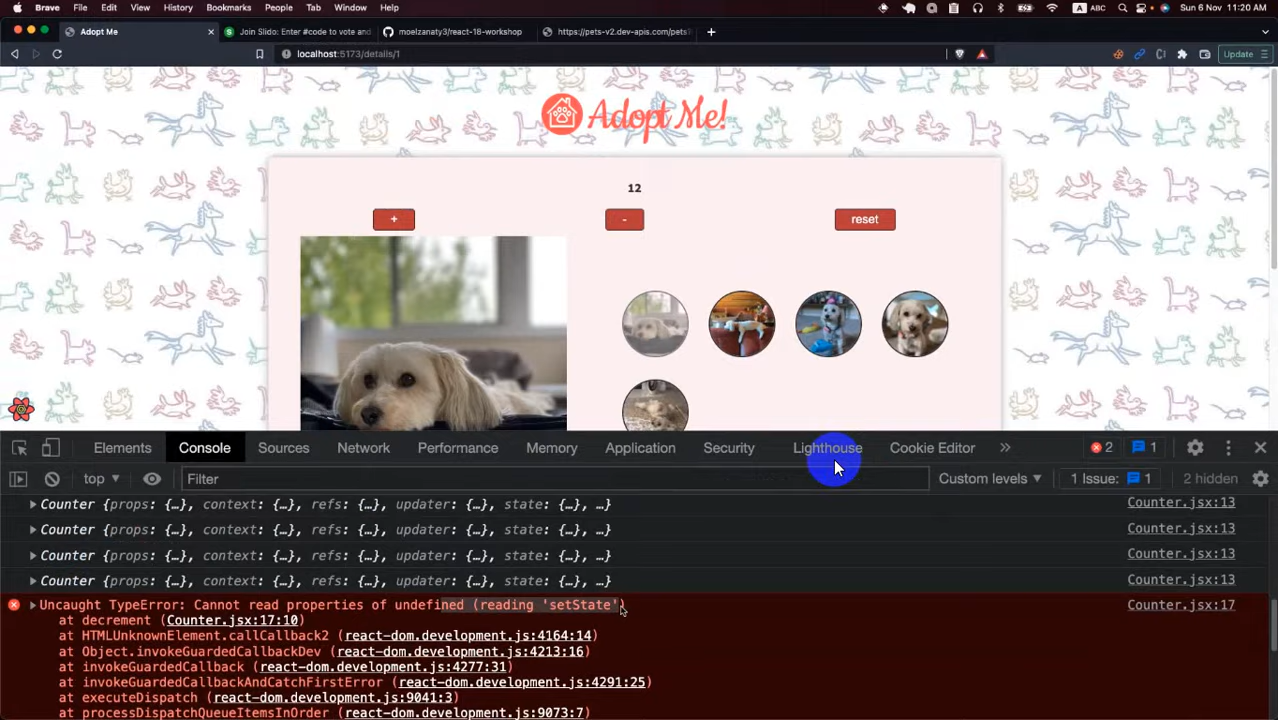 Brave File Edit View History Bookmarks People Tab Window Help A ABC Sun 6 Nov 11:20 AM
Adopt Me Join Slido: Enter #code to vote and moelzanaty3/react-18-workshop https://pets-v2.dev-apis.com/pets?
localhost:5173/details/1 Update
Adopt Me!
12
+ - reset
Elements Console Sources Network Performance Memory Application Security Lighthouse Cookie Editor » 2 1
top Filter Custom levels 1 Issue: 1 2 hidden
Counter {props: {…}, context: {…}, refs: {…}, updater: {…}, state: {…}, …} Counter.jsx:13
Counter {props: {…}, context: {…}, refs: {…}, updater: {…}, state: {…}, …} Counter.jsx:13
Counter {props: {…}, context: {…}, refs: {…}, updater: {…}, state: {…}, …} Counter.jsx:13
Counter {props: {…}, context: {…}, refs: {…}, updater: {…}, state: {…}, …} Counter.jsx:13
Uncaught TypeError: Cannot read properties of undefined (reading 'setState') Counter.jsx:17
at decrement (Counter.jsx:17:10)
at HTMLUnknownElement.callCallback2 (react-dom.development.js:4164:14)
at Object.invokeGuardedCallbackDev (react-dom.development.js:4213:16)
at invokeGuardedCallback (react-dom.development.js:4277:31)
at invokeGuardedCallbackAndCatchFirstError (react-dom.development.js:4291:25)
at executeDispatch (react-dom.development.js:9041:3)
at processDispatchQueueItemsInOrder (react-dom.development.js:9073:7)